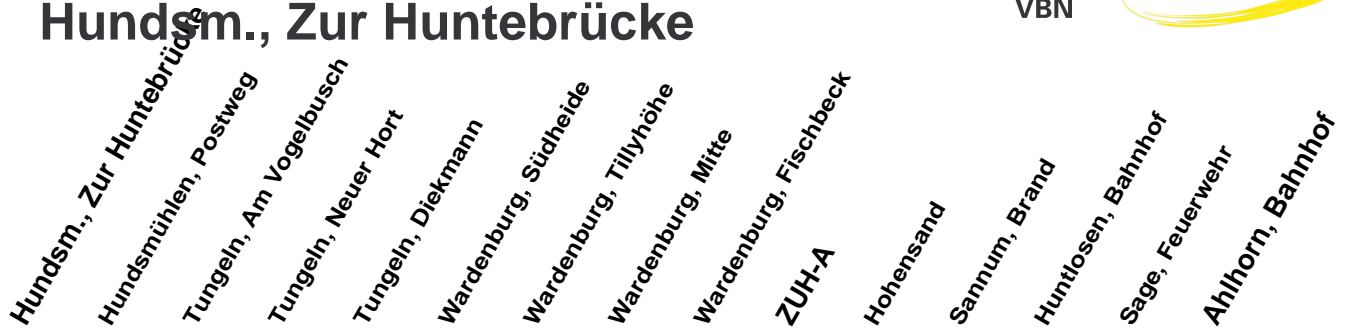 Hundsm., Zur Huntebrücke
VBN
Hundsm., Zur Huntebrücke
Hundsmühlen, Postweg
Tungeln, Am Vogelbusch
Tungeln, Neuer Hort
Tungeln, Diekmann
Wardenburg, Südheide
Wardenburg, Tillyhöhe
Wardenburg, Mitte
Wardenburg, Fischbeck
ZUH-A
Hohensand
Sannum, Brand
Huntlosen, Bahnhof
Sage, Feuerwehr
Ahlhorn, Bahnhof